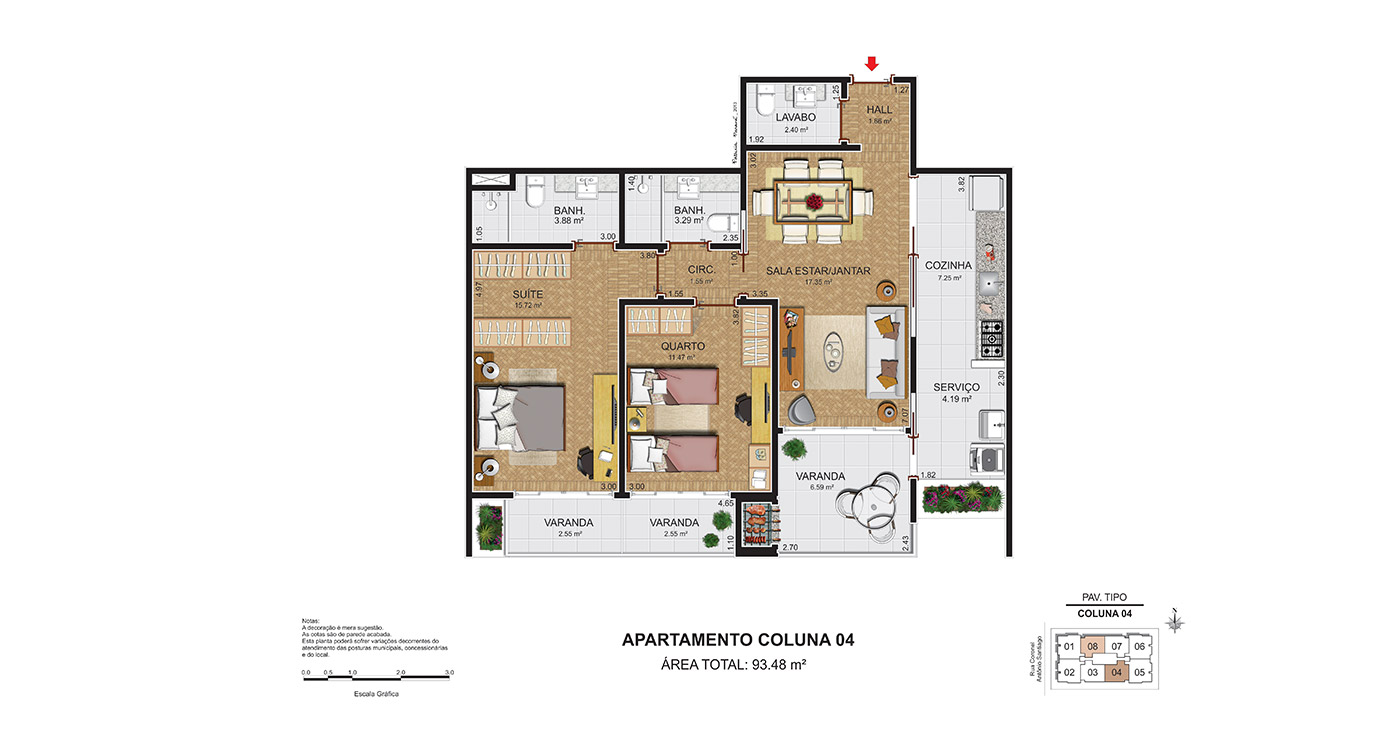 1.27
1.25
HALL
1.66 m²
LAVABO
2.40 m²
1.92
3.02
1.40
3.82
BANH.
3.88 m²
BANH.
3.29 m²
1.05
3.00
2.35
3.80
1.00
CIRC.
1.55 m²
SALA ESTAR/JANTAR
17.35 m²
COZINHA
7.25 m²
4.97
SUÍTE
15.72 m²
1.55
3.35
3.82
QUARTO
11.47 m²
2.30
SERVIÇO
4.19 m²
7.07
1.82
VARANDA
6.59 m²
3.00
3.00
4.65
VARANDA
2.55 m²
VARANDA
2.55 m²
1.10
2.70
2.43
Notas:
A decoração é mera sugestão.
As cotas são de parede acabada.
Esta planta poderá sofrer variações decorrentes do
atendimento das posturas municipais, concessionárias
e do local.
0.0 0.5 1.0 2.0 3.0
Escala Gráfica
APARTAMENTO COLUNA 04
ÁREA TOTAL: 93.48 m²
PAV. TIPO
COLUNA 04
N
Rua Coronel
Antônio Santiago
01 08 07 06
02 03 04 05